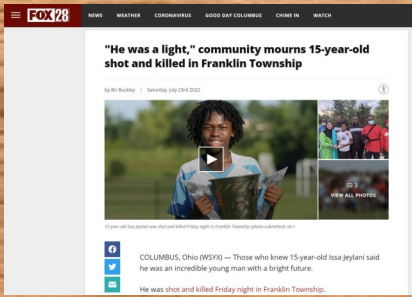 FOX 28 NEWS WEATHER CORONAVIRUS GOOD DAY COLUMBUS CHIME IN WATCH
"He was a light," community mourns 15-year-old
shot and killed in Franklin Township
by Bri Buckley | Saturday, July 23rd 2022
VIEW ALL PHOTOS
15-year-old Issa Jeylani was shot and killed Friday night in Franklin Township (photo submitted) <br>
COLUMBUS, Ohio (WSYX) — Those who knew 15-year-old Issa Jeylani said
he was an incredible young man with a bright future.
He was shot and killed Friday night in Franklin Township.